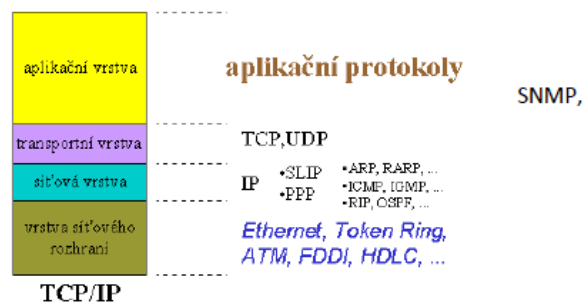 aplikační vrstva
aplikační protokoly
SNMP,
transportní vrstva
TCP,UDP
síťová vrstva
IP
•SLIP
•PPP
•ARP, RARP, ...
•ICMP, IGMP, ...
•RIP, OSPF, ...
vrstva síťového
rozhraní
Ethernet, Token Ring,
ATM, FDDI, HDLC, ...
TCP/IP